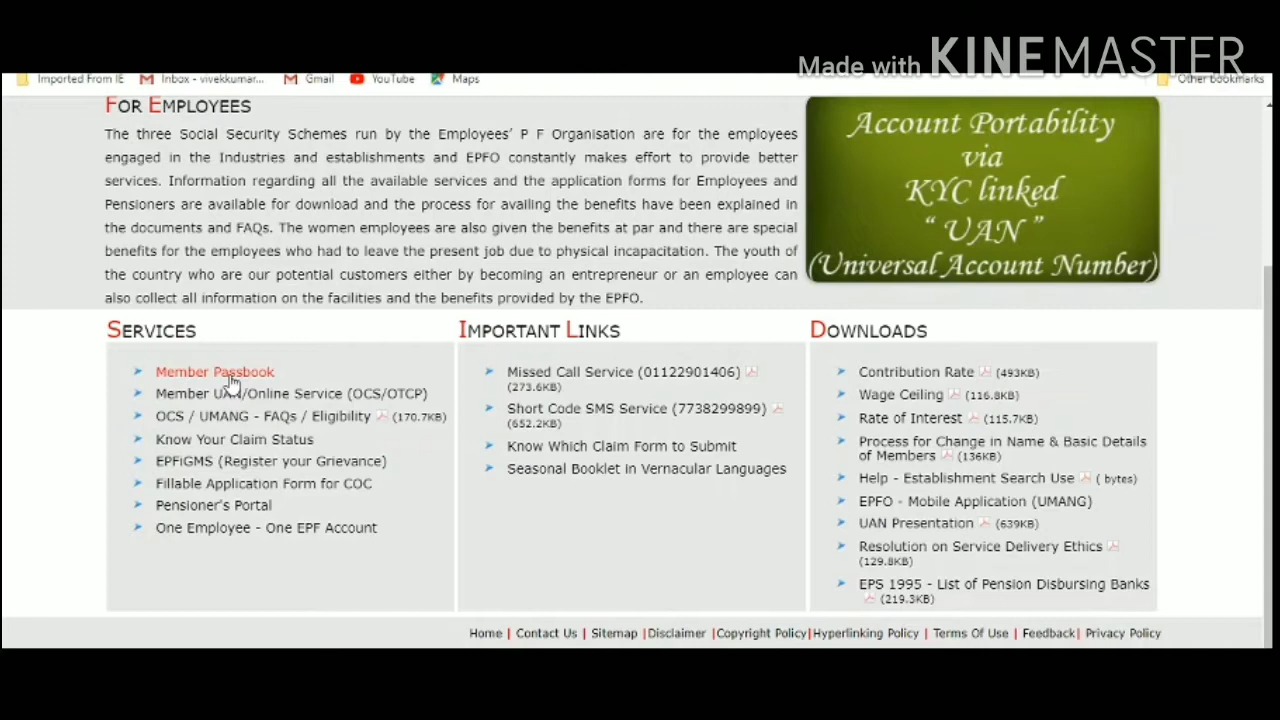 Made with KINEMASTER
Imported From IE
Inbox - vivekkumar...
Gmail
YouTube
Maps
Other bookmarks
FOR EMPLOYEES
The three Social Security Schemes run by the Employees' P F Organisation are for the employees
engaged in the Industries and establishments and EPFO constantly makes effort to provide better
services. Information regarding all the available services and the application forms for Employees and
Pensioners are available for download and the process for availing the benefits have been explained in
the documents and FAQs. The women employees are also given the benefits at par and there are special
benefits for the employees who had to leave the present job due to physical incapacitation. The youth of
the country who are our potential customers either by becoming an entrepreneur or an employee can
also collect all information on the facilities and the benefits provided by the EPFO.
Account Portability
via
KYC linked
“ UAN ”
(Universal Account Number)
SERVICES
Member Passbook
Member UAN/Online Service (OCS/OTCP)
OCS / UMANG - FAQs / Eligibility (170.7KB)
Know Your Claim Status
EPFiGMS (Register your Grievance)
Fillable Application Form for COC
Pensioner's Portal
One Employee - One EPF Account
IMPORTANT LINKS
Missed Call Service (01122901406)
(273.6KB)
Short Code SMS Service (7738299899)
(652.2KB)
Know Which Claim Form to Submit
Seasonal Booklet in Vernacular Languages
DOWNLOADS
Contribution Rate (493KB)
Wage Ceiling (116.8KB)
Rate of Interest (115.7KB)
Process for Change in Name & Basic Details
of Members (136KB)
Help - Establishment Search Use ( bytes)
EPFO - Mobile Application (UMANG)
UAN Presentation (639KB)
Resolution on Service Delivery Ethics
(129.8KB)
EPS 1995 - List of Pension Disbursing Banks
(219.3KB)
Home | Contact Us | Sitemap |Disclaimer |Copyright Policy|Hyperlinking Policy | Terms Of Use | Feedback| Privacy Policy